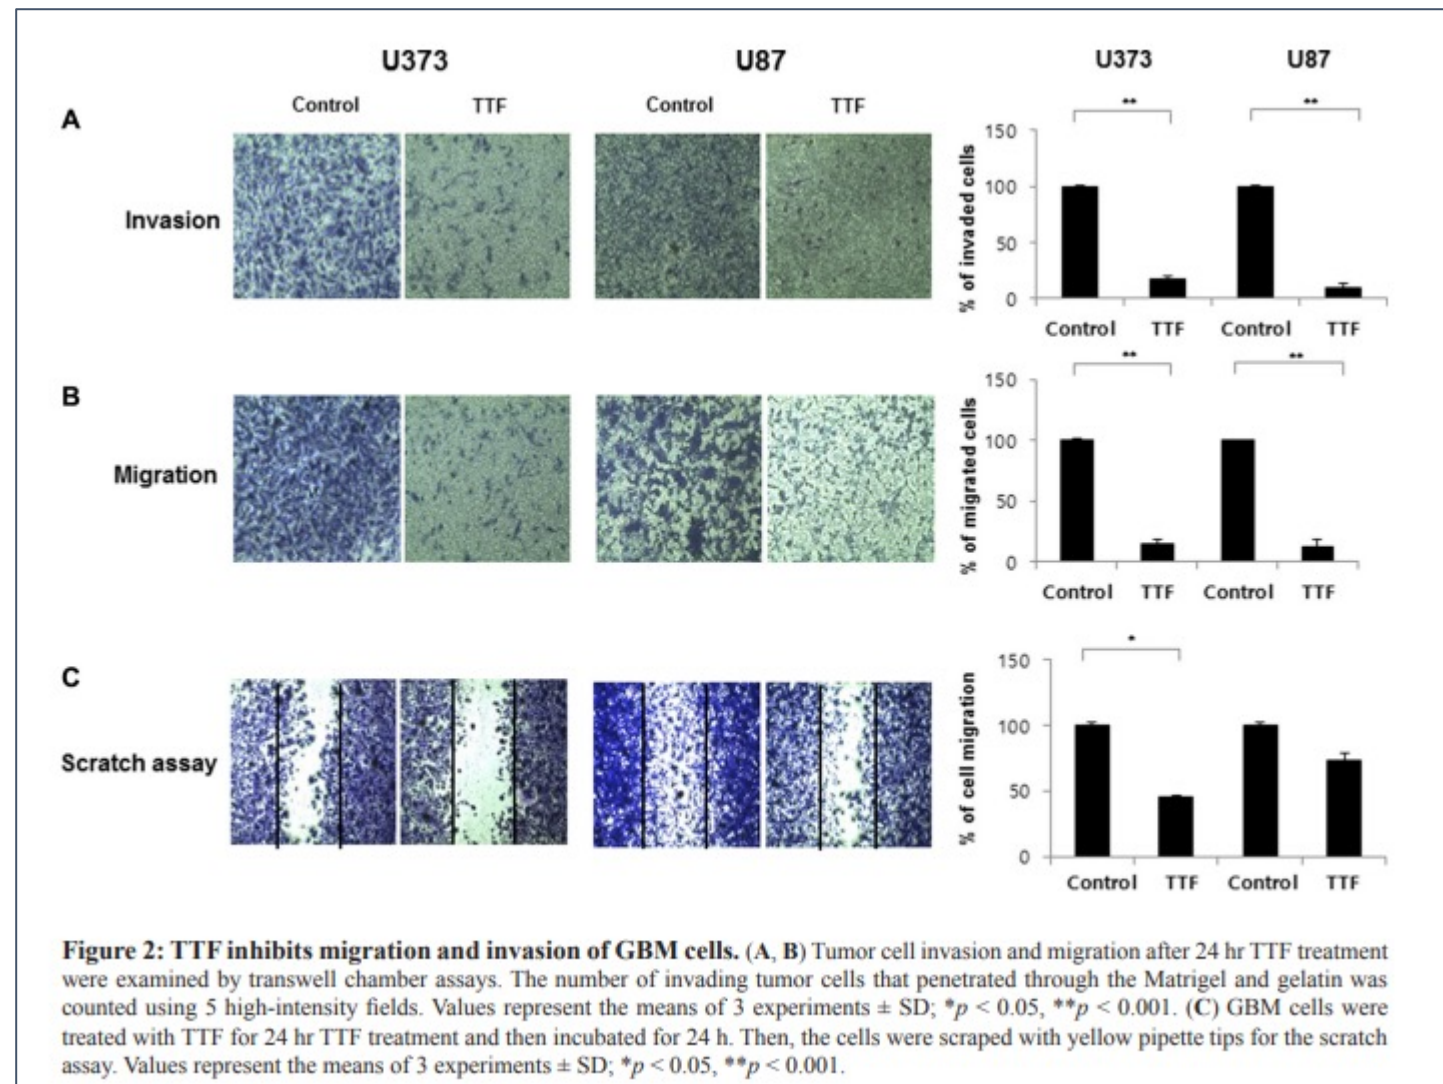 U373 U87 U373 U87
Control TTF Control TTF
A
Invasion
% of invaded cells
150
100
50
0
**
**
Control TTF Control TTF
B
Migration
% of migrated cells
150
100
50
0
**
**
Control TTF Control TTF
C
Scratch assay
% of cell migration
150
100
50
0
*
Control TTF Control TTF
Figure 2: TTF inhibits migration and invasion of GBM cells. (A, B) Tumor cell invasion and migration after 24 hr TTF treatment
were examined by transwell chamber assays. The number of invading tumor cells that penetrated through the Matrigel and gelatin was
counted using 5 high-intensity fields. Values represent the means of 3 experiments ± SD; *p < 0.05, **p < 0.001. (C) GBM cells were
treated with TTF for 24 hr TTF treatment and then incubated for 24 h. Then, the cells were scraped with yellow pipette tips for the scratch
assay. Values represent the means of 3 experiments ± SD; *p < 0.05, **p < 0.001.